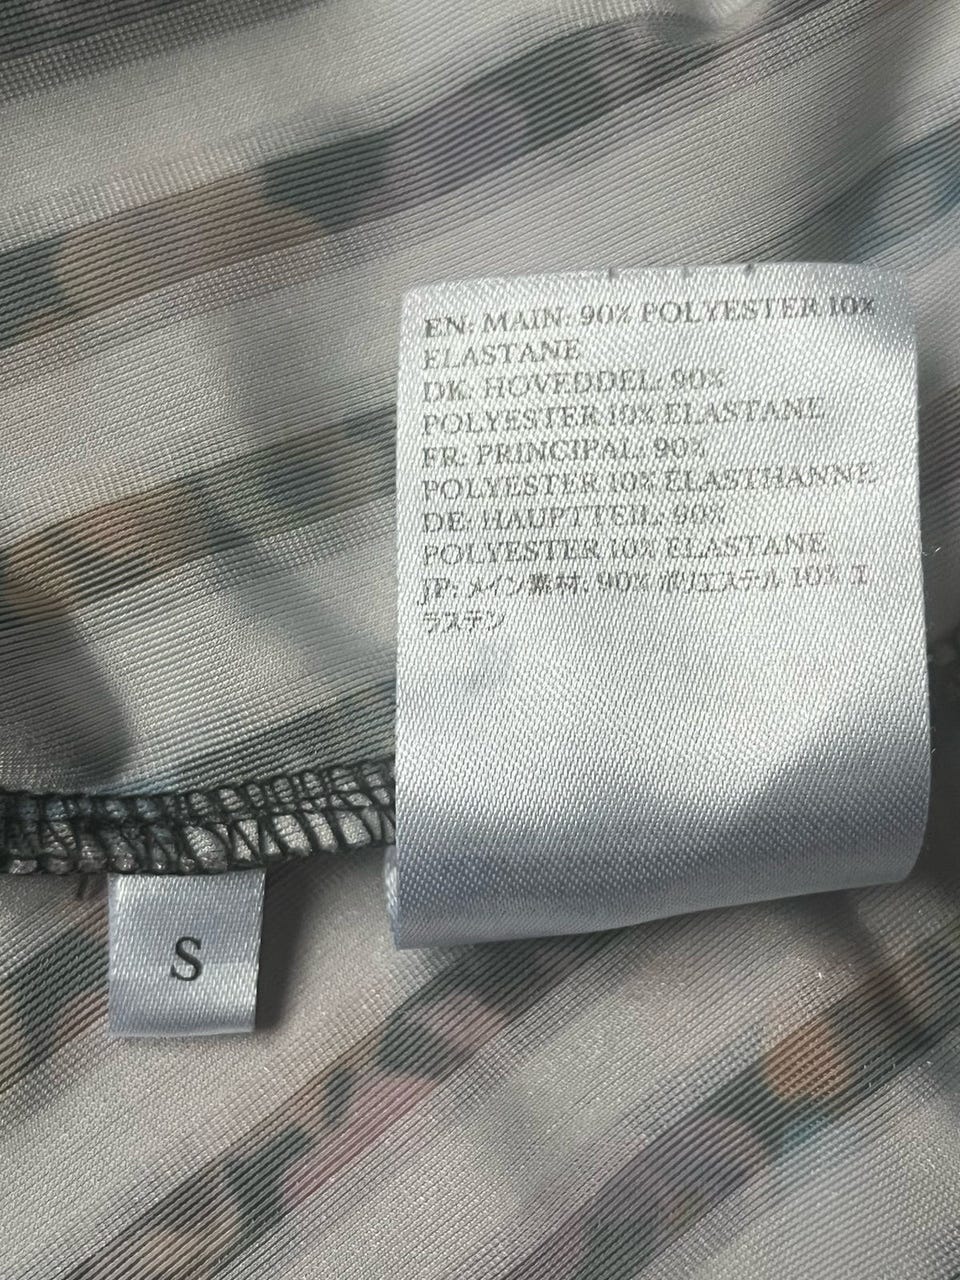 EN: MAIN: 90% POLYESTER 10%
ELASTANE
DK: HOVEDDEL: 90%
POLYESTER 10% ELASTANE
FR: PRINCIPAL: 90%
POLYESTER 10% ÉLASTHANNE
DE: HAUPTTEIL: 90%
POLYESTER 10% ELASTANE
JP: メイン素材: 90% ポリエステル 10% エ
ラステン
S